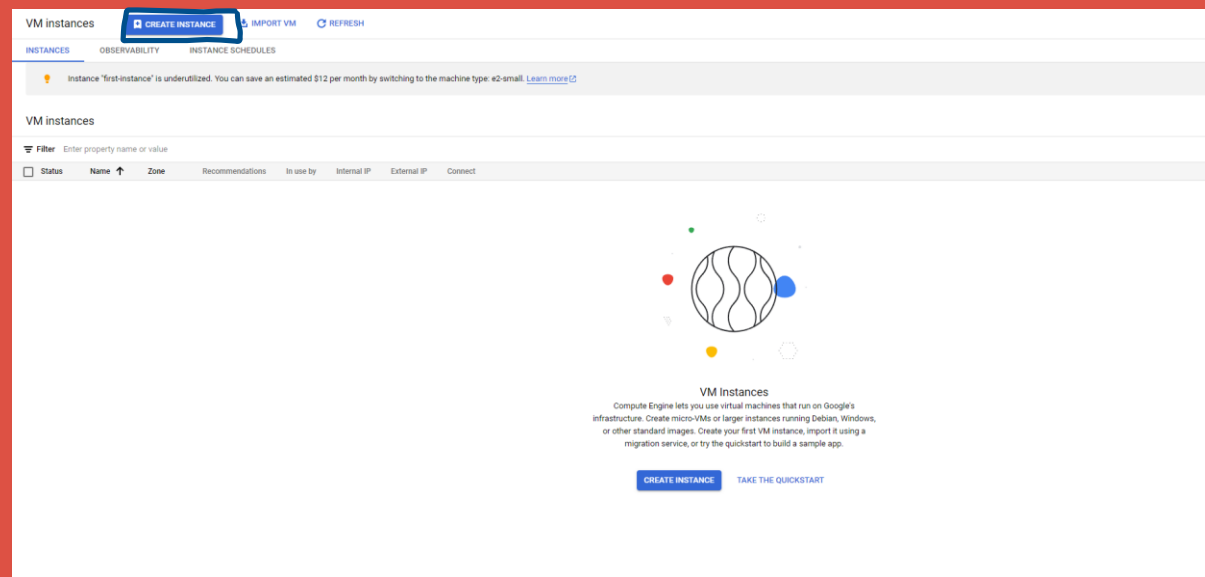 VM instances
CREATE INSTANCE
IMPORT VM
REFRESH
INSTANCES
OBSERVABILITY
INSTANCE SCHEDULES
Instance "first-instance" is underutilized. You can save an estimated $12 per month by switching to the machine type: e2-small. Learn more
VM instances
Filter Enter property name or value
Status Name Zone Recommendations In use by Internal IP External IP Connect
VM Instances
Compute Engine lets you use virtual machines that run on Google's
infrastructure. Create micro-VMs or larger instances running Debian, Windows,
or other standard images. Create your first VM instance, import it using a
migration service, or try the quickstart to build a sample app.
CREATE INSTANCE
TAKE THE QUICKSTART